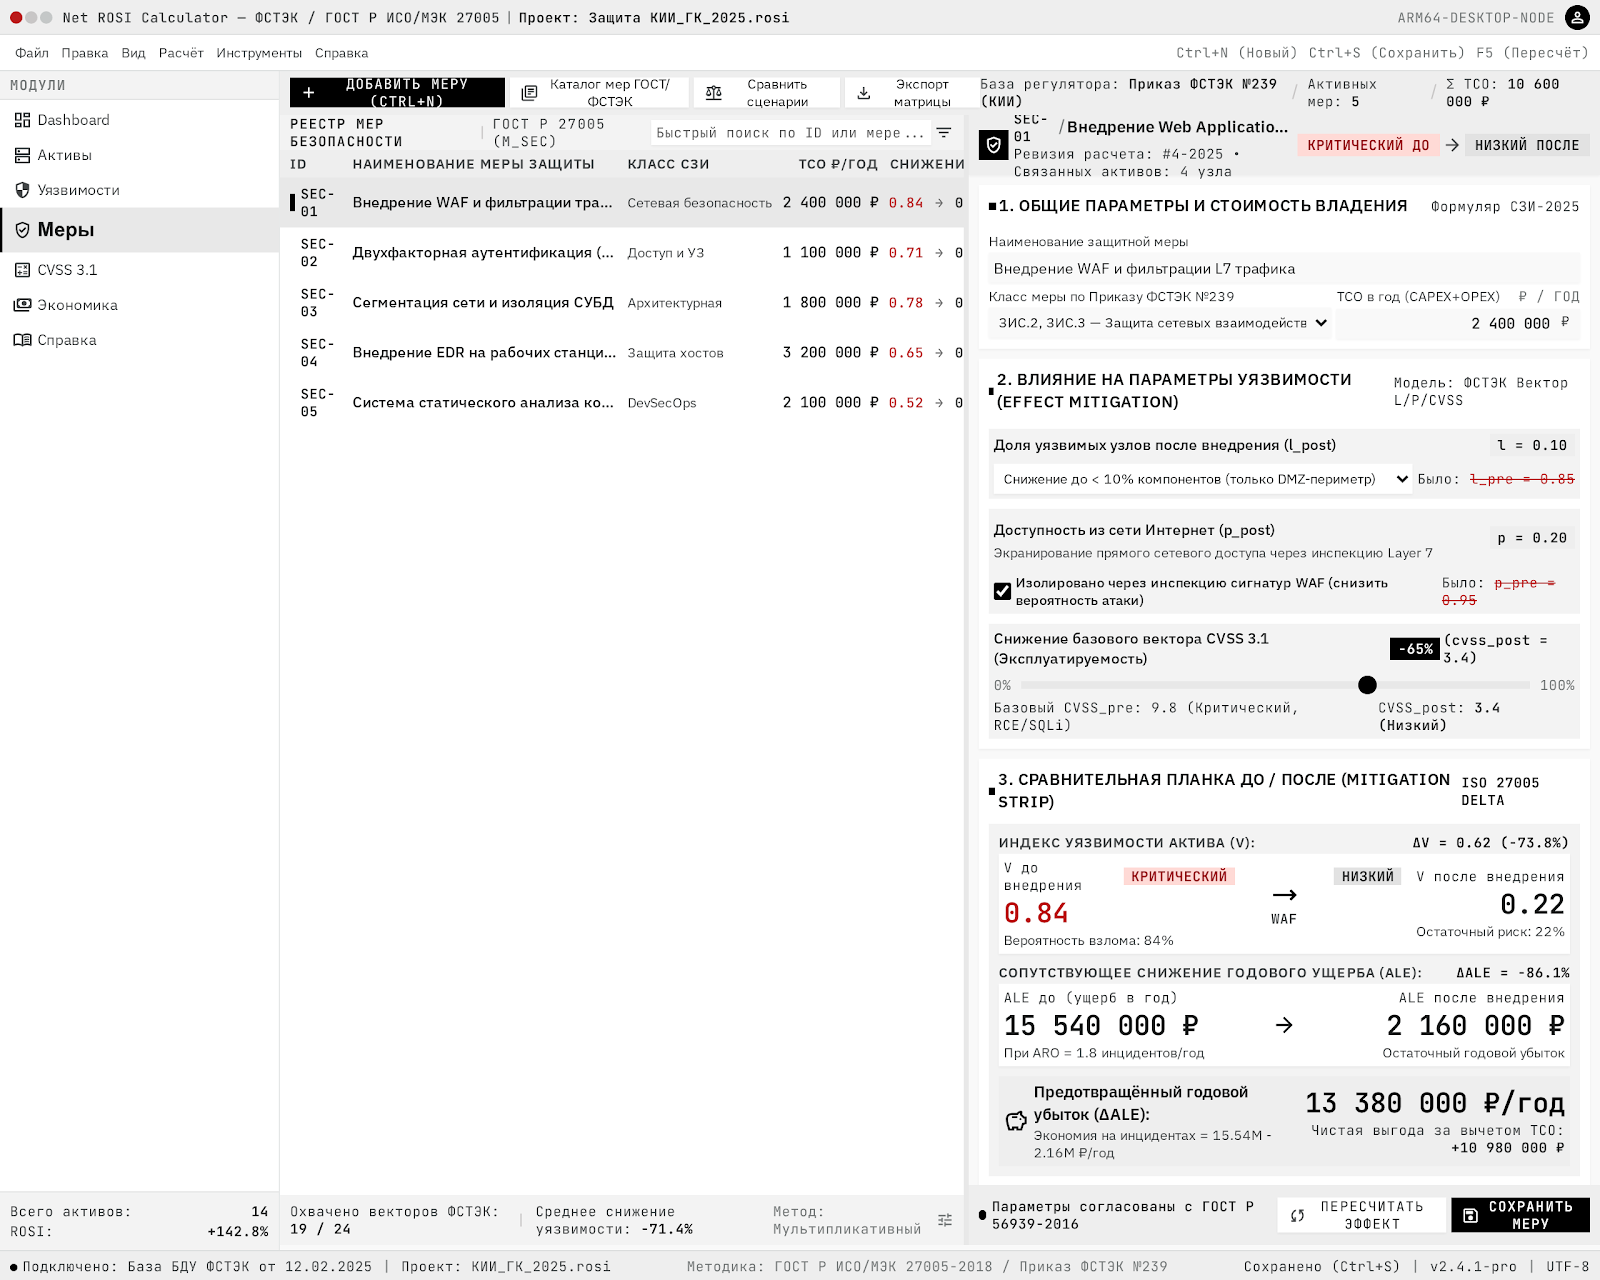 Net ROSI Calculator — ФСТЭК / ГОСТ Р ИСО/МЭК 27005 | Проект: Защита КИИ_ГК_2025.rosi
ARM64-DESKTOP-NODE
Файл Правка Вид Расчёт Инструменты Справка
Ctrl+N (Новый) Ctrl+S (Сохранить) F5 (Пересчёт)
МОДУЛИ
Dashboard
Активы
Уязвимости
Меры
CVSS 3.1
Экономика
Справка
Всего активов: 14
ROSI: +142.8%
ДОБАВИТЬ МЕРУ
(CTRL+N)
Каталог мер ГОСТ/
ФСТЭК
Сравнить
сценарии
Экспорт
матрицы
РЕЕСТР МЕР
БЕЗОПАСНОСТИ
| ГОСТ Р 27005
(M_SEC)
Быстрый поиск по ID или мере...
ID НАИМЕНОВАНИЕ МЕРЫ ЗАЩИТЫ КЛАСС СЗИ ТСО ₽/ГОД СНИЖЕНИ
SEC-
01
Внедрение WAF и фильтрации тра... Сетевая безопасность 2 400 000 ₽ 0.84 → 0
SEC-
02
Двухфакторная аутентификация (... Доступ и УЗ 1 100 000 ₽ 0.71 → 0
SEC-
03
Сегментация сети и изоляция СУБД Архитектурная 1 800 000 ₽ 0.78 → 0
SEC-
04
Внедрение EDR на рабочих станци... Защита хостов 3 200 000 ₽ 0.65 → 0
SEC-
05
Система статического анализа ко... DevSecOps 2 100 000 ₽ 0.52 → 0
Охвачено векторов ФСТЭК:
19 / 24
| Среднее снижение
уязвимости: -71.4%
Метод:
Мультипликативный
База регулятора: Приказ ФСТЭК №239
(КИИ)
/ Активных
мер: 5
/ Σ ТСО: 10 600
000 ₽
SEC-
01
/ Внедрение Web Applicatio...
Ревизия расчета: #4-2025 •
Связанных активов: 4 узла
КРИТИЧЕСКИЙ ДО → НИЗКИЙ ПОСЛЕ
1. ОБЩИЕ ПАРАМЕТРЫ И СТОИМОСТЬ ВЛАДЕНИЯ Формуляр СЗИ-2025
Наименование защитной меры
Внедрение WAF и фильтрации L7 трафика
Класс меры по Приказу ФСТЭК №239 ТСО в год (CAPEX+OPEX) ₽ / ГОД
ЗИС.2, ЗИС.3 — Защита сетевых взаимодейств 2 400 000 ₽
2. ВЛИЯНИЕ НА ПАРАМЕТРЫ УЯЗВИМОСТИ
(EFFECT MITIGATION)
Модель: ФСТЭК Вектор
L/P/CVSS
Доля уязвимых узлов после внедрения (l_post) l = 0.10
Снижение до < 10% компонентов (только DMZ-периметр) Было: l_pre = 0.85
Доступность из сети Интернет (p_post) p = 0.20
Экранирование прямого сетевого доступа через инспекцию Layer 7
Изолировано через инспекцию сигнатур WAF (снизить
вероятность атаки)
Было: p_pre =
0.95
Снижение базового вектора CVSS 3.1
(Эксплуатируемость)
-65% (cvss_post =
3.4)
0% 100%
Базовый CVSS_pre: 9.8 (Критический,
RCE/SQLi)
CVSS_post: 3.4
(Низкий)
3. СРАВНИТЕЛЬНАЯ ПЛАНКА ДО / ПОСЛЕ (MITIGATION
STRIP)
ISO 27005
DELTA
ИНДЕКС УЯЗВИМОСТИ АКТИВА (V): ΔV = 0.62 (-73.8%)
V до
внедрения
КРИТИЧЕСКИЙ
0.84
Вероятность взлома: 84%
→
WAF
НИЗКИЙ V после внедрения
0.22
Остаточный риск: 22%
СОПУТСТВУЮЩЕЕ СНИЖЕНИЕ ГОДОВОГО УЩЕРБА (ALE): ΔALE = -86.1%
ALE до (ущерб в год) ALE после внедрения
15 540 000 ₽ → 2 160 000 ₽
При ARO = 1.8 инцидентов/год Остаточный годовой убыток
Предотвращённый годовой
убыток (ΔALE):
Экономия на инцидентах = 15.54M -
2.16M ₽/год
13 380 000 ₽/год
Чистая выгода за вычетом ТСО:
+10 980 000 ₽
Параметры согласованы с ГОСТ Р
56939-2016
ПЕРЕСЧИТАТЬ
ЭФФЕКТ
СОХРАНИТЬ
МЕРУ
Подключено: База БДУ ФСТЭК от 12.02.2025 | Проект: КИИ_ГК_2025.rosi
Методика: ГОСТ Р ИСО/МЭК 27005-2018 / Приказ ФСТЭК №239
Сохранено (Ctrl+S) | v2.4.1-pro | UTF-8